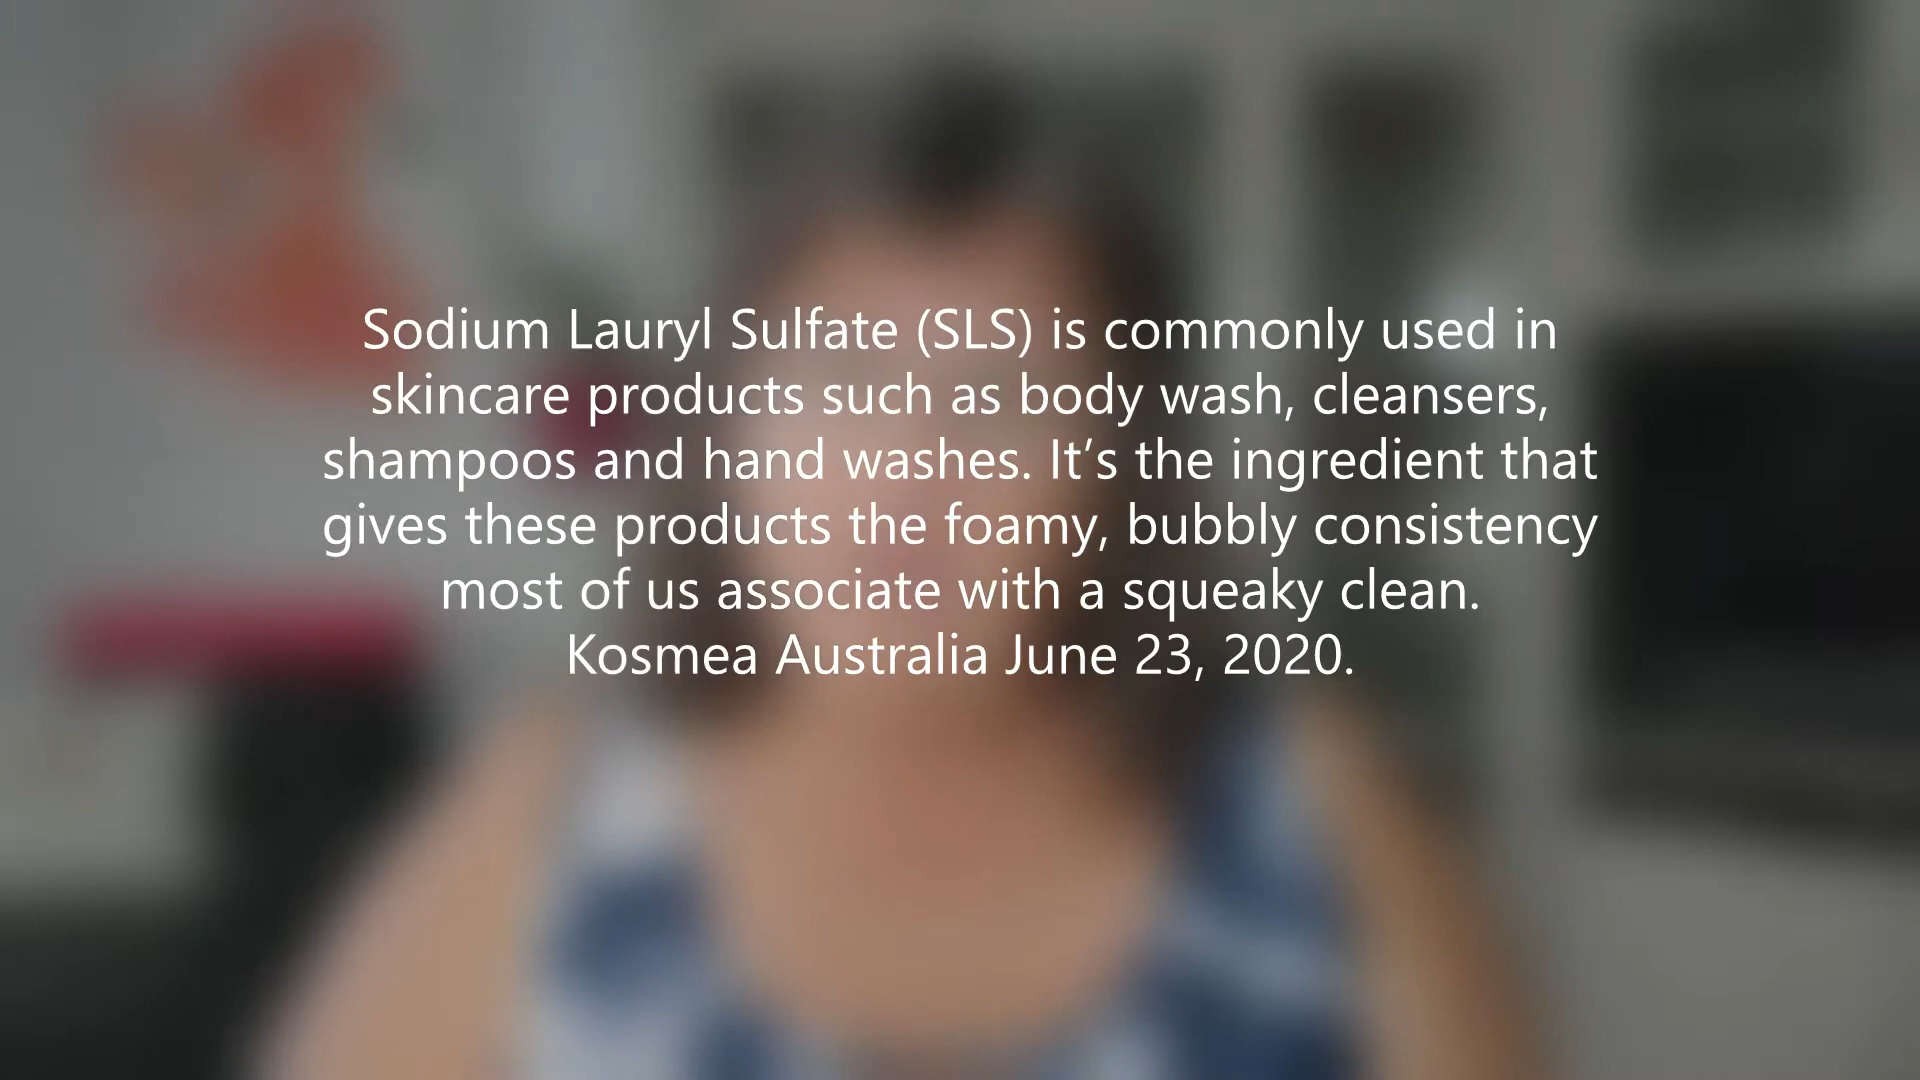 Sodium Lauryl Sulfate (SLS) is commonly used in
skincare products such as body wash, cleansers,
shampoos and hand washes. It’s the ingredient that
gives these products the foamy, bubbly consistency
most of us associate with a squeaky clean.
Kosmea Australia June 23, 2020.